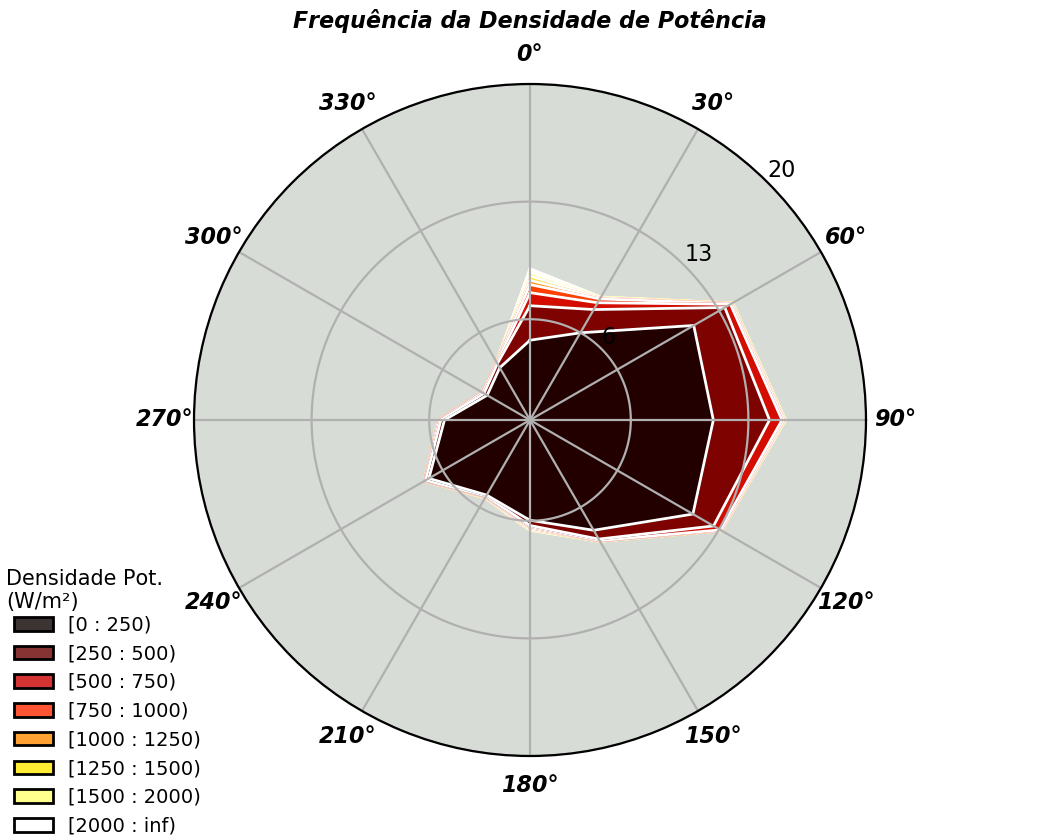 Frequência da Densidade de Potência
0°
330°
30°
20
300°
60°
13
6
270°
90°
Densidade Pot.
(W/m²)
240°
120°
[0 : 250)
[250 : 500)
[500 : 750)
[750 : 1000)
210°
150°
[1000 : 1250)
[1250 : 1500)
180°
[1500 : 2000)
[2000 : inf)